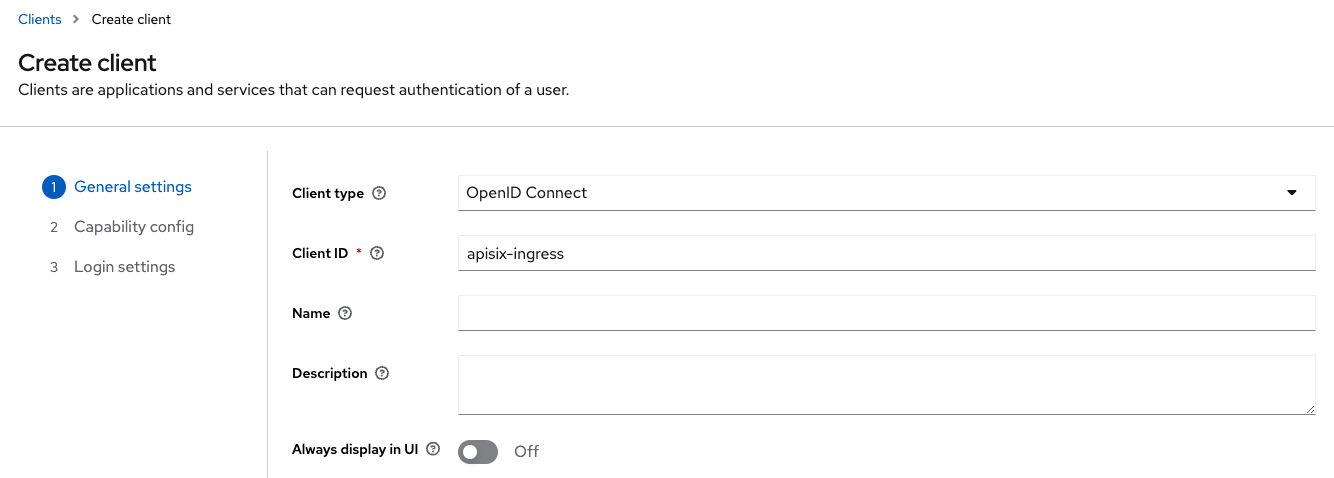 Clients > Create client
Create client
Clients are applications and services that can request authentication of a user.
1 General settings
2 Capability config
3 Login settings
Client type ? OpenID Connect
Client ID * ? apisix-ingress
Name ?
Description ?
Always display in UI ? Off